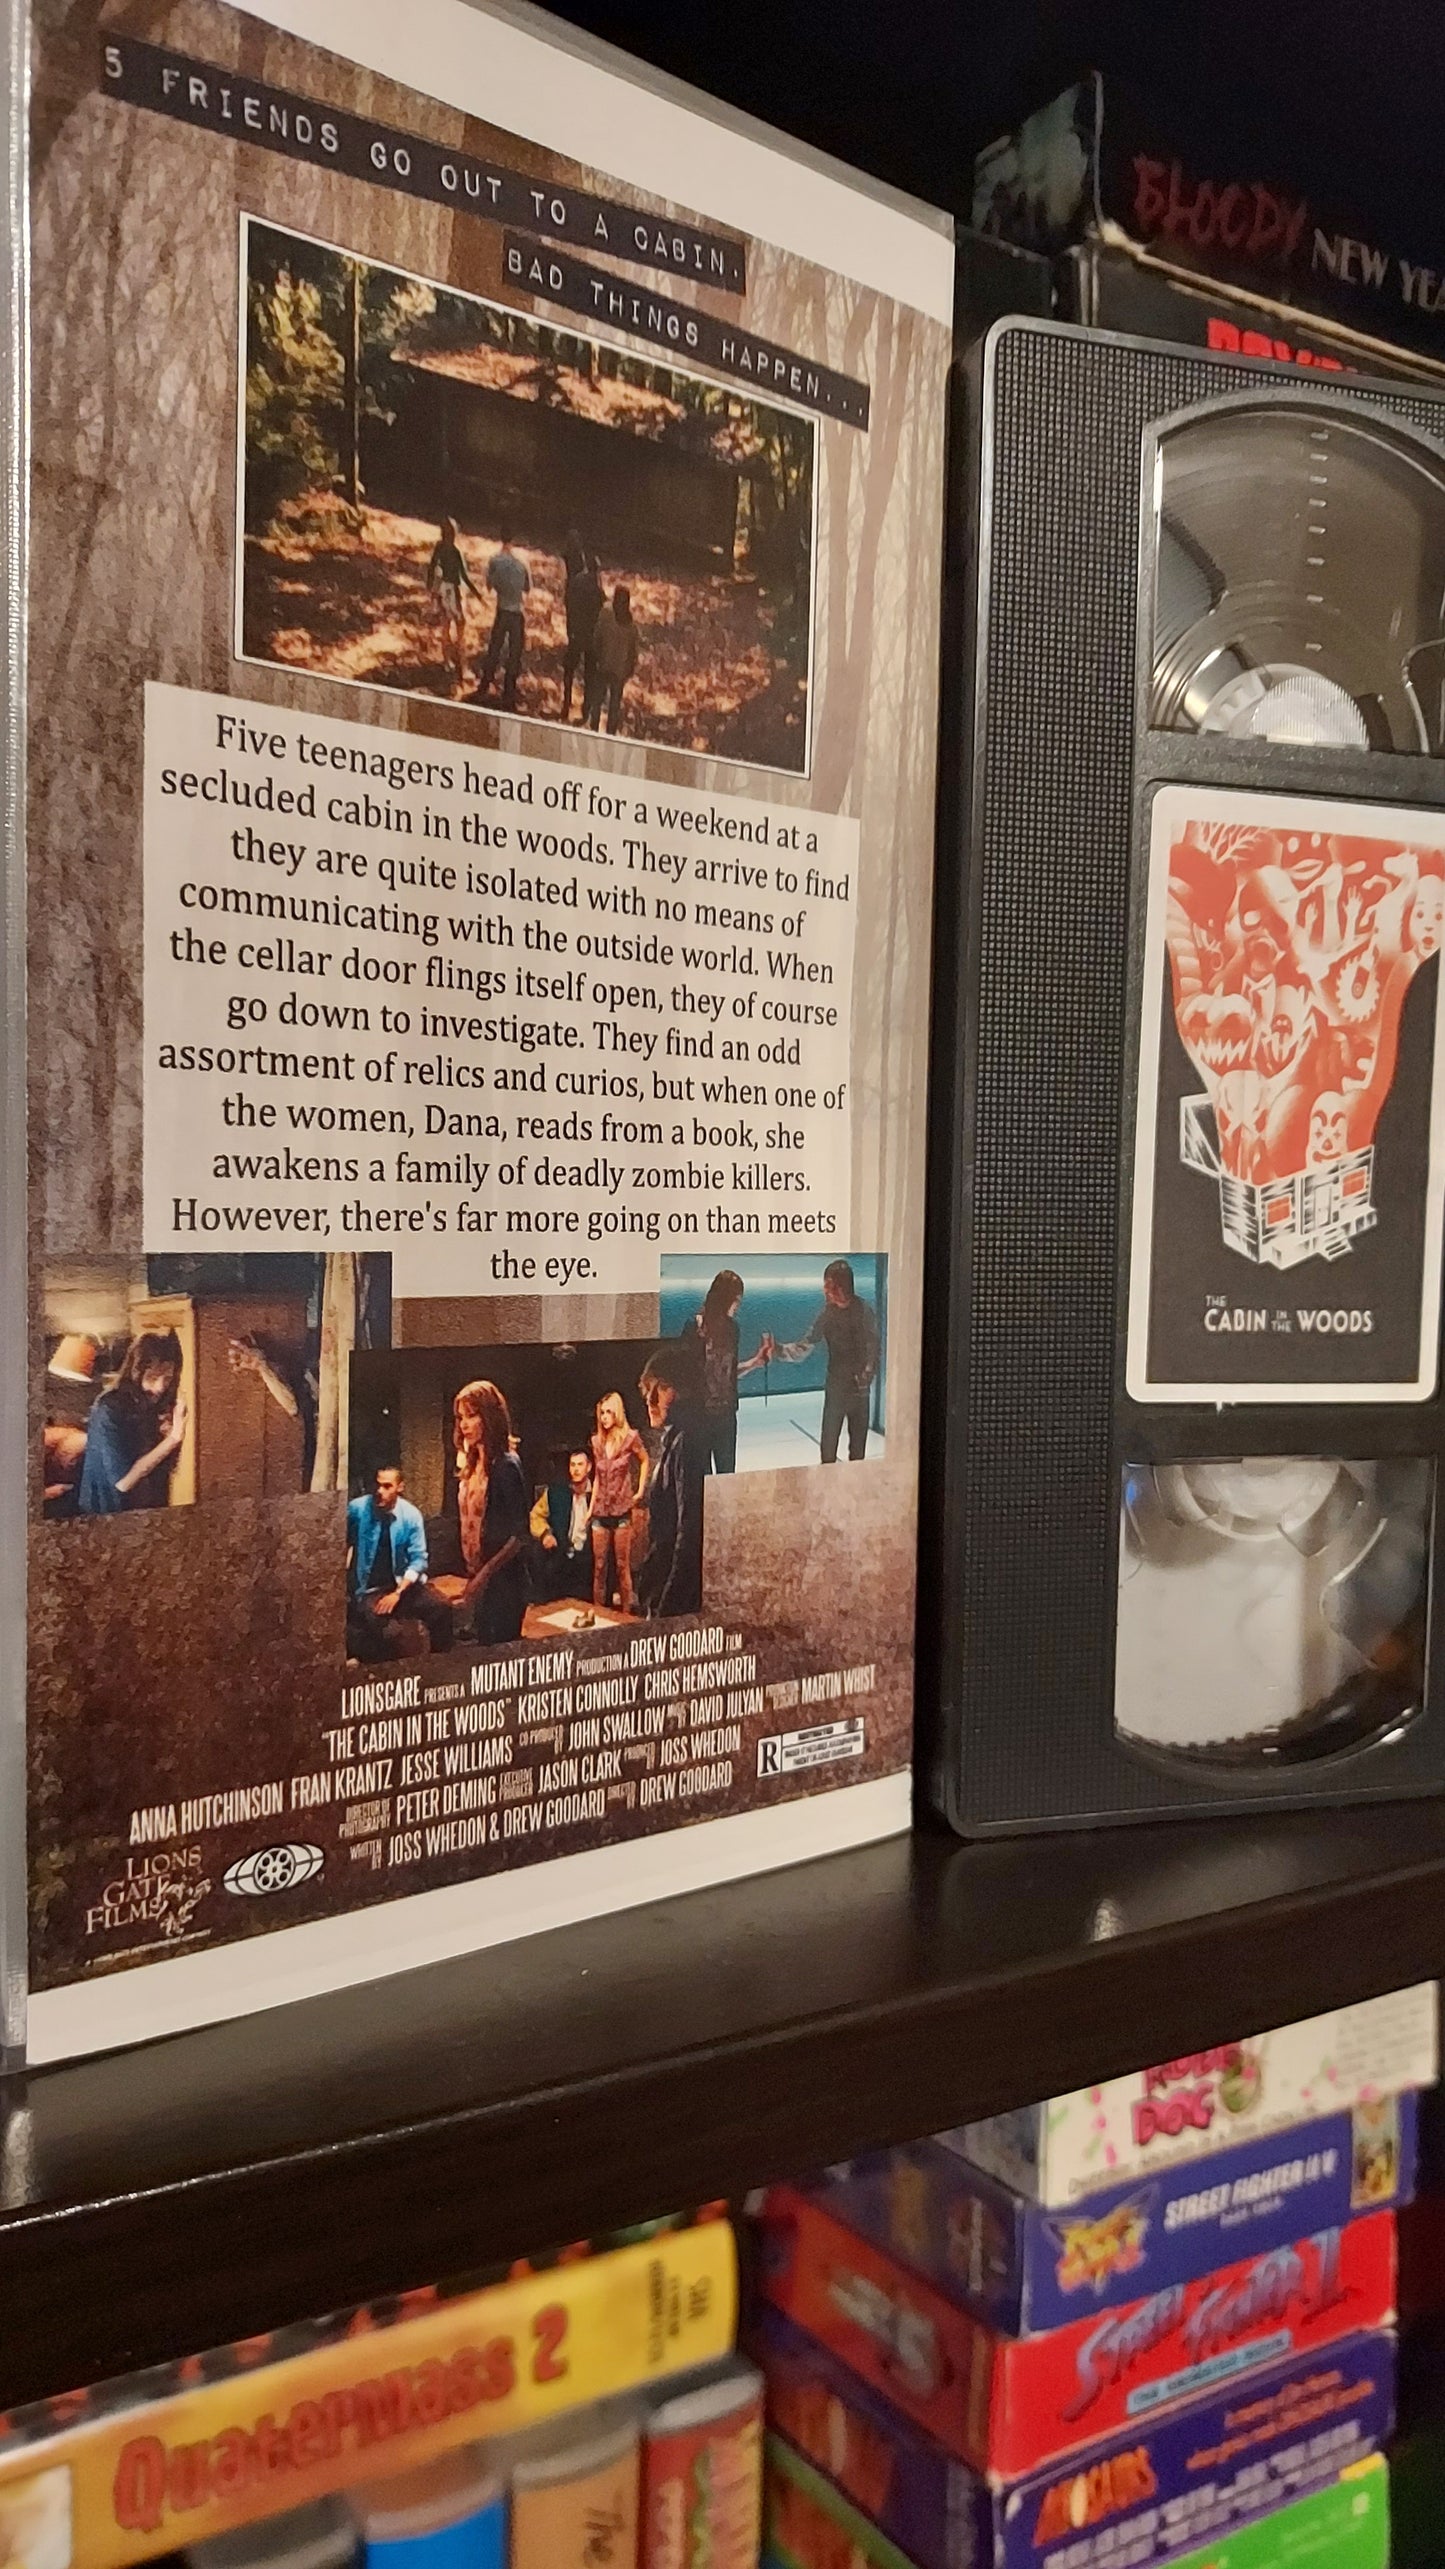 5 FRIENDS GO OUT TO A CABIN.
BAD THINGS HAPPEN...
Five teenagers head off for a weekend at a
secluded cabin in the woods. They arrive to find
they are quite isolated with no means of
communicating with the outside world. When
the cellar door flings itself open, they of course
go down to investigate. They find an odd
assortment of relics and curios, but when one of
the women, Dana, reads from a book, she
awakens a family of deadly zombie killers.
However, there's far more going on than meets
the eye.
LIONSGARE PRESENTS A MUTANT ENEMY PRODUCTION A DREW GOODARD FILM
"THE CABIN IN THE WOODS" KRISTEN CONNOLLY CHRIS HEMSWORTH
ANNA HUTCHINSON FRAN KRANTZ JESSE WILLIAMS CO-PRODUCER JOHN SWALLOW DAVID JULYAN MARTIN WHIST
DIRECTOR OF PHOTOGRAPHY PETER DEMING EXECUTIVE PRODUCER JASON CLARK PRODUCED BY JOSS WHEDON
WRITTEN BY JOSS WHEDON & DREW GOODARD DIRECTED BY DREW GOODARD
R RESTRICTED
LIONS
GATE
FILMS
BLOODY NEW YEA
THE
CABIN IN THE WOODS
DOG
STREET FIGHTER II V
Street Fighter II
Quatermass 2
The